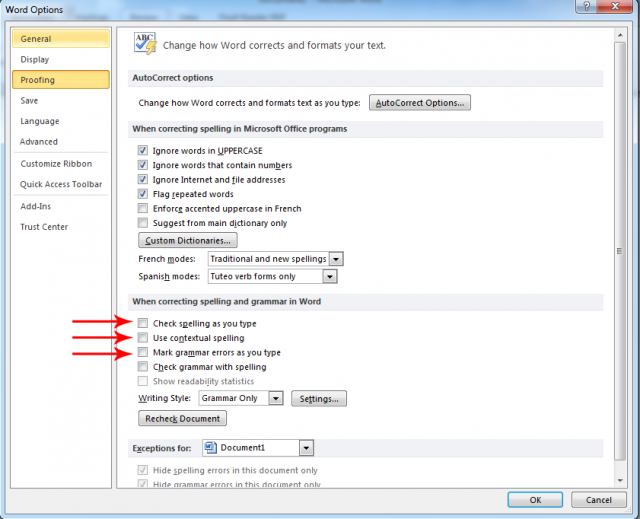 Word Options
General
Display
Proofing
Save
Language
Advanced
Customize Ribbon
Quick Access Toolbar
Add-Ins
Trust Center
ABC
Change how Word corrects and formats your text.
AutoCorrect options
Change how Word corrects and formats text as you type: AutoCorrect Options...
When correcting spelling in Microsoft Office programs
Ignore words in UPPERCASE
Ignore words that contain numbers
Ignore Internet and file addresses
Flag repeated words
Enforce accented uppercase in French
Suggest from main dictionary only
Custom Dictionaries...
French modes: Traditional and new spellings
Spanish modes: Tuteo verb forms only
When correcting spelling and grammar in Word
Check spelling as you type
Use contextual spelling
Mark grammar errors as you type
Check grammar with spelling
Show readability statistics
Writing Style: Grammar Only Settings...
Recheck Document
Exceptions for: Document1
Hide spelling errors in this document only
Hide grammar errors in this document only
OK Cancel